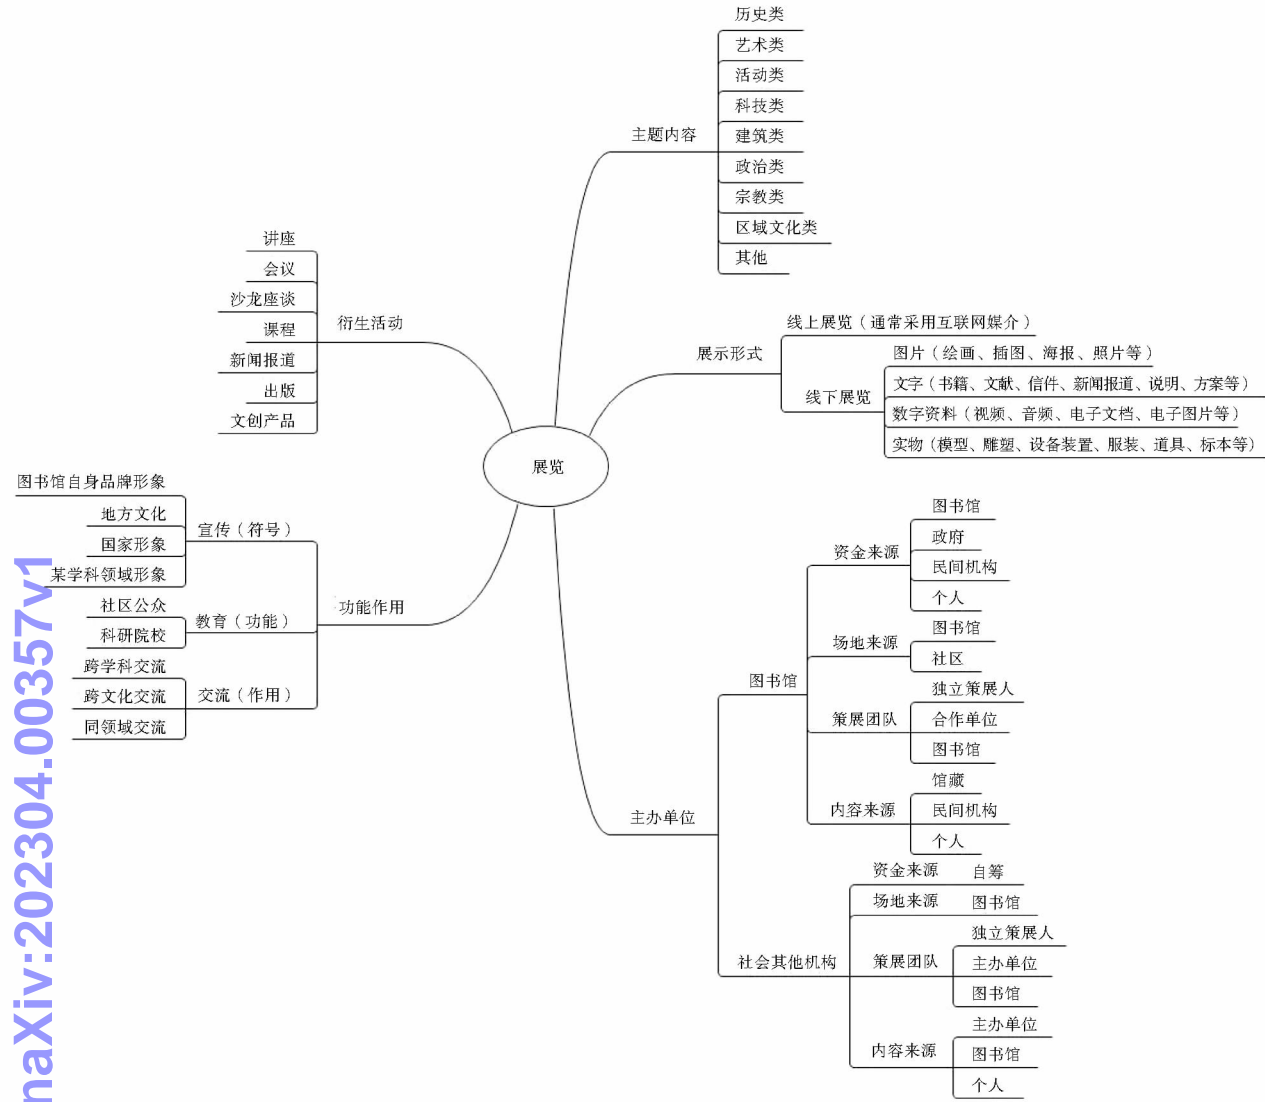 历史类
艺术类
活动类
科技类
主题内容
建筑类
政治类
宗教类
区域文化类
其他
讲座
会议
沙龙座谈
课程
新闻报道
出版
文创产品
衍生活动
线上展览（通常采用互联网媒介）
展示形式
图片（绘画、插图、海报、照片等）
文字（书籍、文献、信件、新闻报道、说明、方案等）
线下展览
数字资料（视频、音频、电子文档、电子图片等）
实物（模型、雕塑、设备装置、服装、道具、标本等）
展览
图书馆自身品牌形象
地方文化
国家形象
某学科领域形象
宣传（符号）
社区公众
科研院校
教育（功能）
功能作用
跨学科交流
跨文化交流
同领域交流
交流（作用）
图书馆
政府
资金来源
民间机构
个人
图书馆
场地来源
社区
图书馆
独立策展人
策展团队
合作单位
图书馆
馆藏
内容来源
民间机构
个人
主办单位
资金来源
自筹
场地来源
图书馆
独立策展人
社会其他机构
策展团队
主办单位
图书馆
主办单位
内容来源
图书馆
个人
naXiv:202304.00357v1